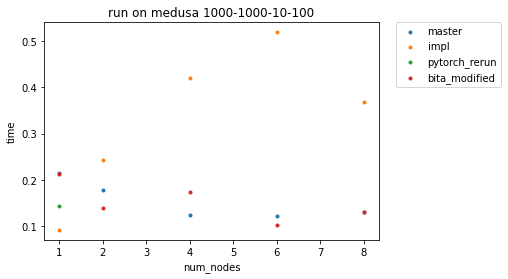 run on medusa 1000-1000-10-100
master
impl
pytorch_rerun
bita_modified
time
0.5
0.4
0.3
0.2
0.1
1 2 3 4 5 6 7 8
num_nodes